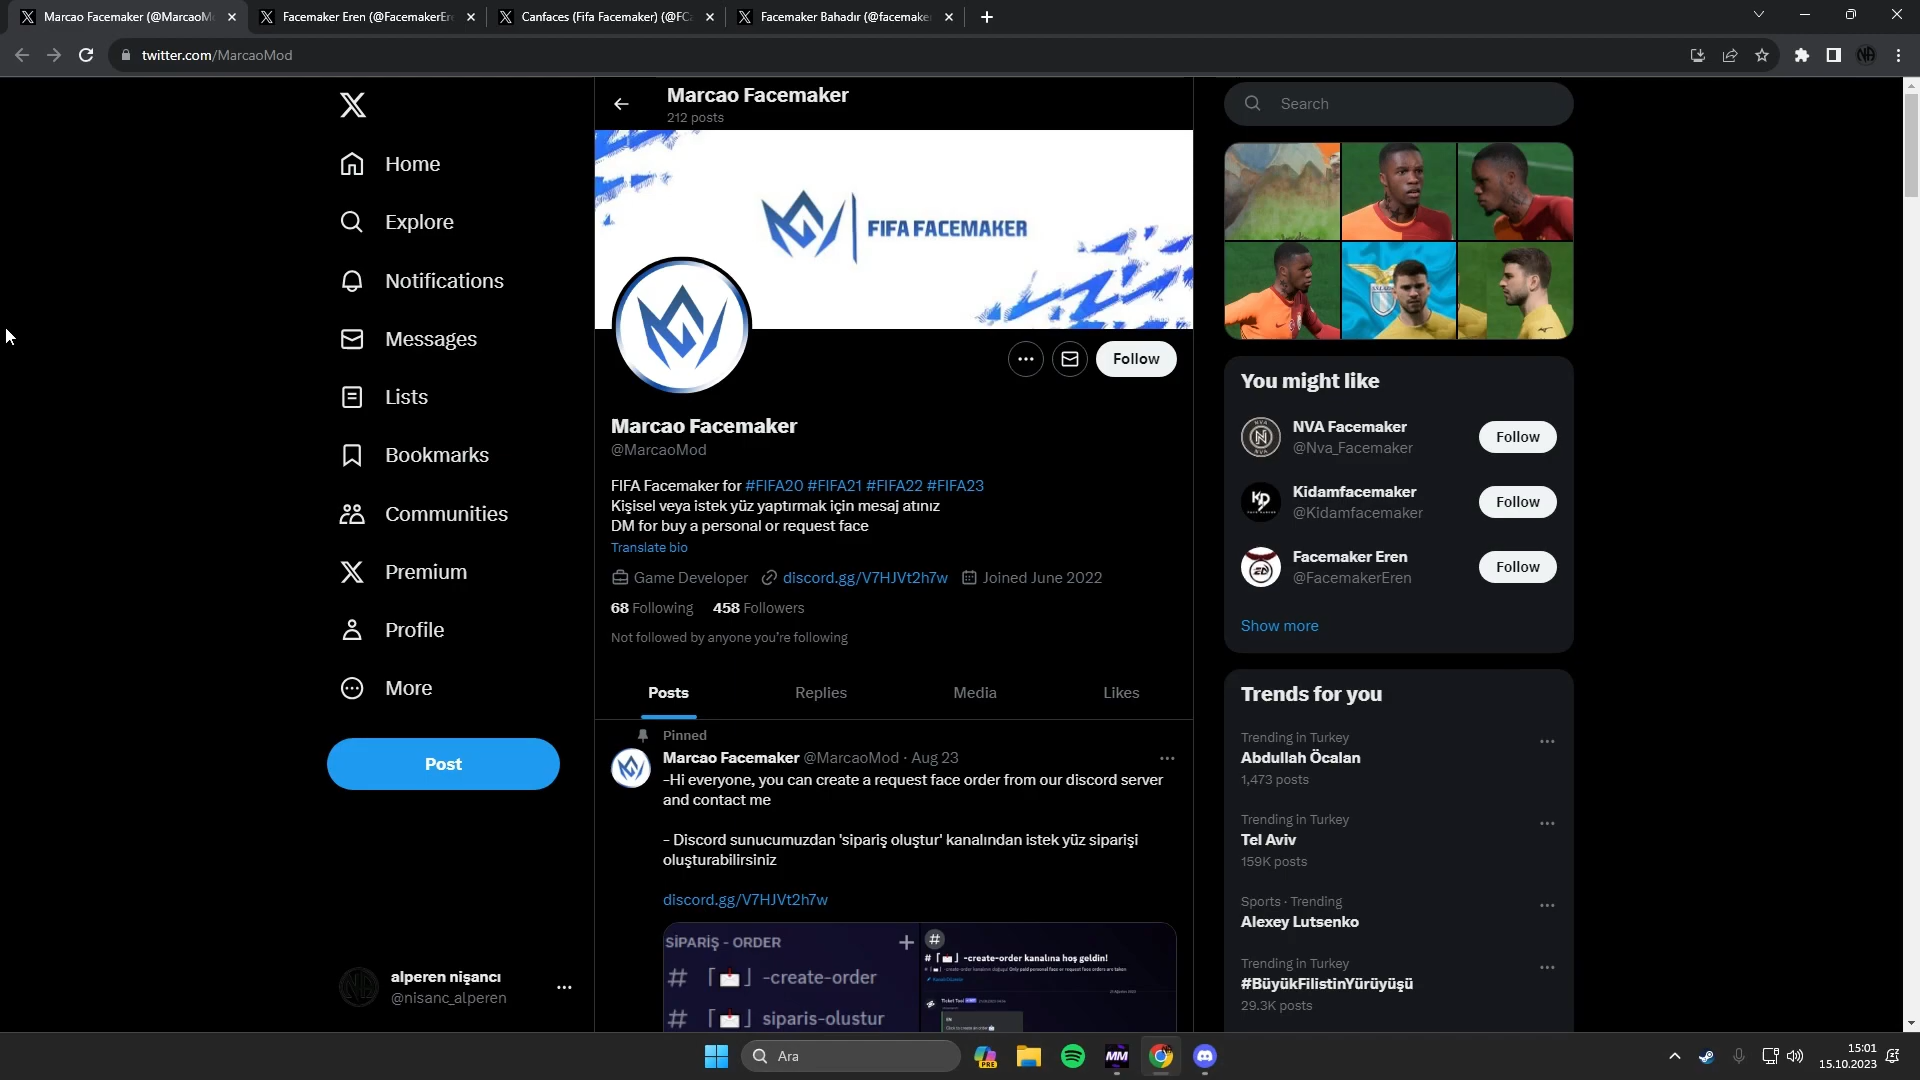 Marcao Facemaker (@MarcaoM
Facemaker Eren (@FacemakerEr
Canfaces (Fifa Facemaker) (@FC
Facemaker Bahadır (@facemake
twitter.com/MarcaoMod
Marcao Facemaker
212 posts
Search
Home
Explore
Notifications
Messages
Lists
Bookmarks
Communities
Premium
Profile
More
Post
alperen nişancı
@nisanc_alperen
FIFA FACEMAKER
Follow
Marcao Facemaker
@MarcaoMod
FIFA Facemaker for #FIFA20 #FIFA21 #FIFA22 #FIFA23
Kişisel veya istek yüz yaptırmak için mesaj atınız
DM for buy a personal or request face
Translate bio
Game Developer discord.gg/V7HJVt2h7w Joined June 2022
68 Following 458 Followers
Not followed by anyone you’re following
Posts Replies Media Likes
Pinned
Marcao Facemaker @MarcaoMod · Aug 23
-Hi everyone, you can create a request face order from our discord server
and contact me
- Discord sunucumuzdan 'sipariş oluştur' kanalından istek yüz siparişi
oluşturabilirsiniz
discord.gg/V7HJVt2h7w
SİPARİŞ - ORDER
# 「📩」-create-order
# 「📩」 siparis-olustur
# 「📩」-create-order kanalına hoş geldin!
Ticket Tool
You might like
NVA Facemaker
@Nva_Facemaker
Follow
Kidamfacemaker
@Kidamfacemaker
Follow
Facemaker Eren
@FacemakerEren
Follow
Show more
Trends for you
Trending in Turkey
Abdullah Öcalan
1,473 posts
Trending in Turkey
Tel Aviv
159K posts
Sports · Trending
Alexey Lutsenko
Trending in Turkey
#BüyükFilistinYürüyüşü
29.3K posts
Ara
15:01
15.10.2023